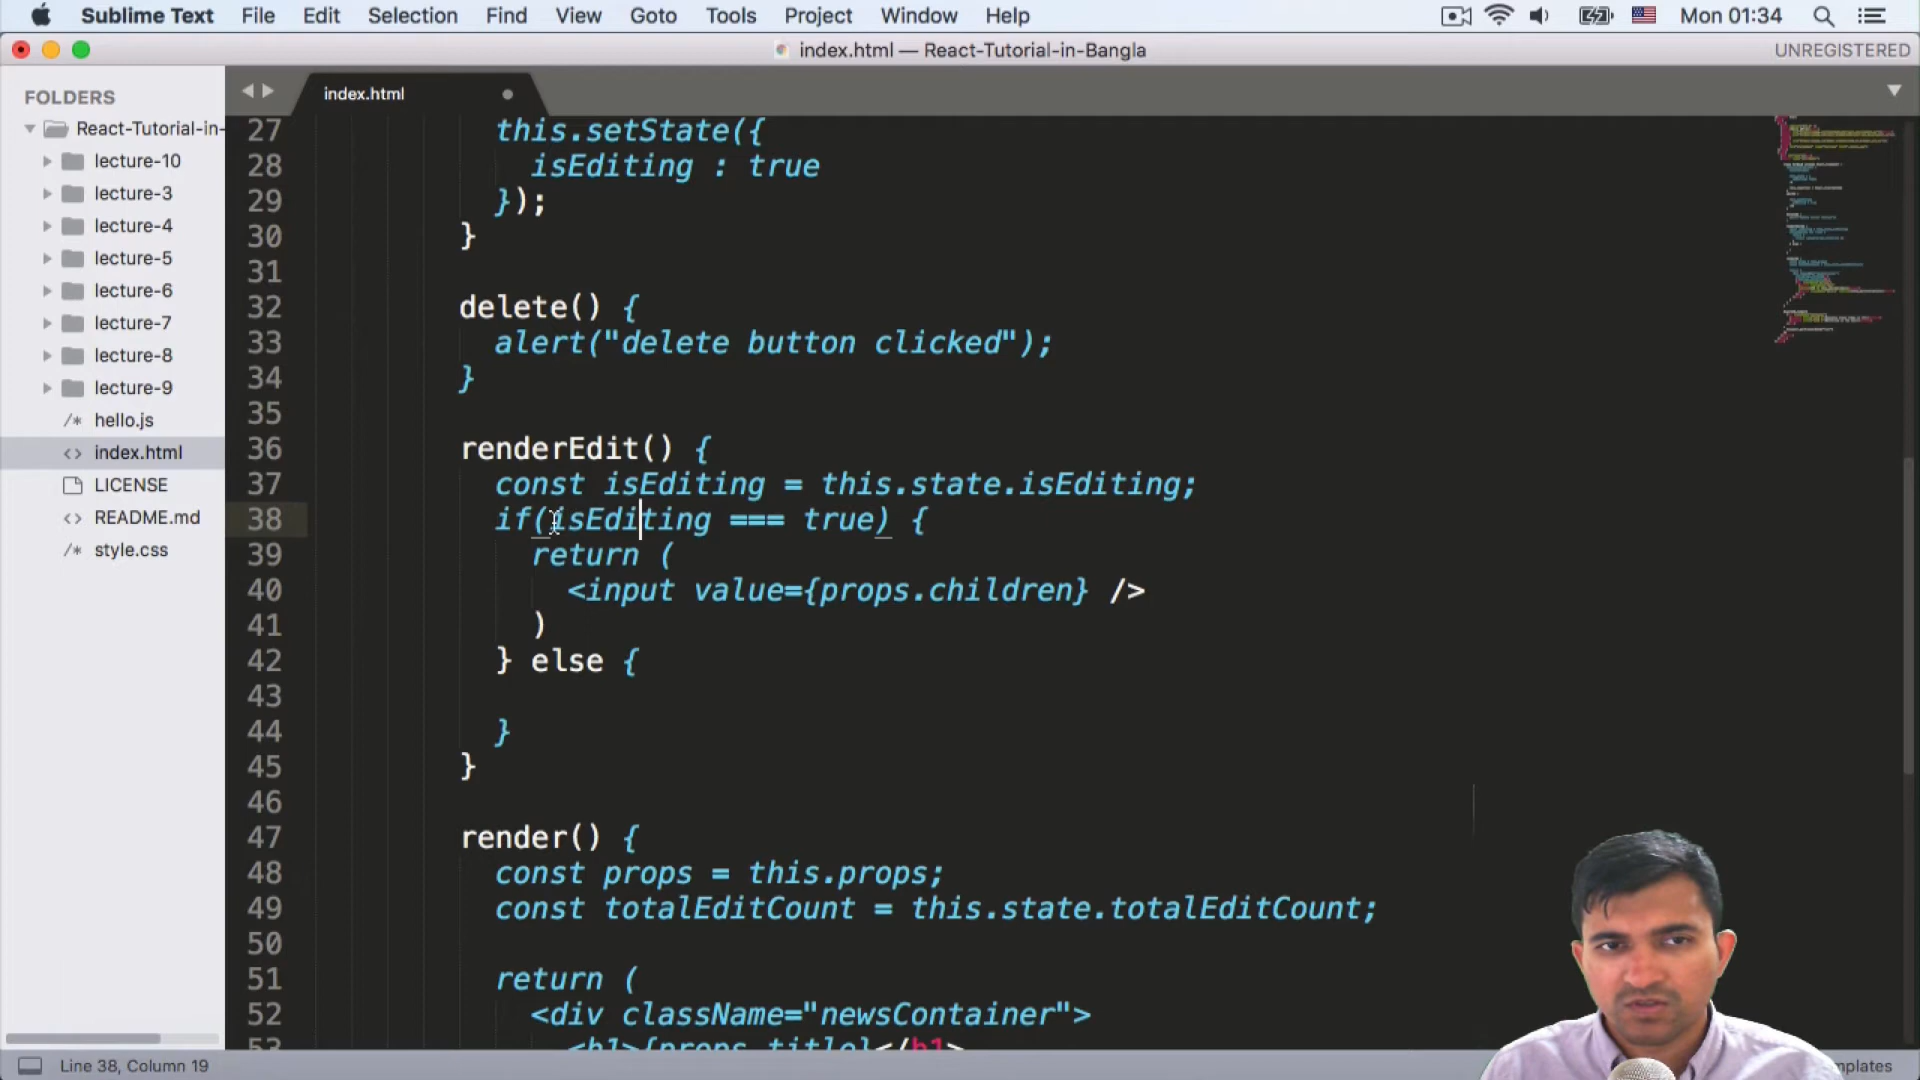 Sublime Text File Edit Selection Find View Goto Tools Project Window Help Mon 01:34
index.html — React-Tutorial-in-Bangla UNREGISTERED
FOLDERS
React-Tutorial-in-
lecture-10
lecture-3
lecture-4
lecture-5
lecture-6
lecture-7
lecture-8
lecture-9
/* hello.js
<> index.html
LICENSE
<> README.md
/* style.css
index.html
27 this.setState({
28 isEditing : true
29 });
30 }
31
32 delete() {
33 alert("delete button clicked");
34 }
35
36 renderEdit() {
37 const isEditing = this.state.isEditing;
38 if(isEditing === true) {
39 return (
40 <input value={props.children} />
41 )
42 } else {
43
44 }
45 }
46
47 render() {
48 const props = this.props;
49 const totalEditCount = this.state.totalEditCount;
50
51 return (
52 <div className="newsContainer">
53 <h1>{props.title}</h1>
Line 38, Column 19 mplates